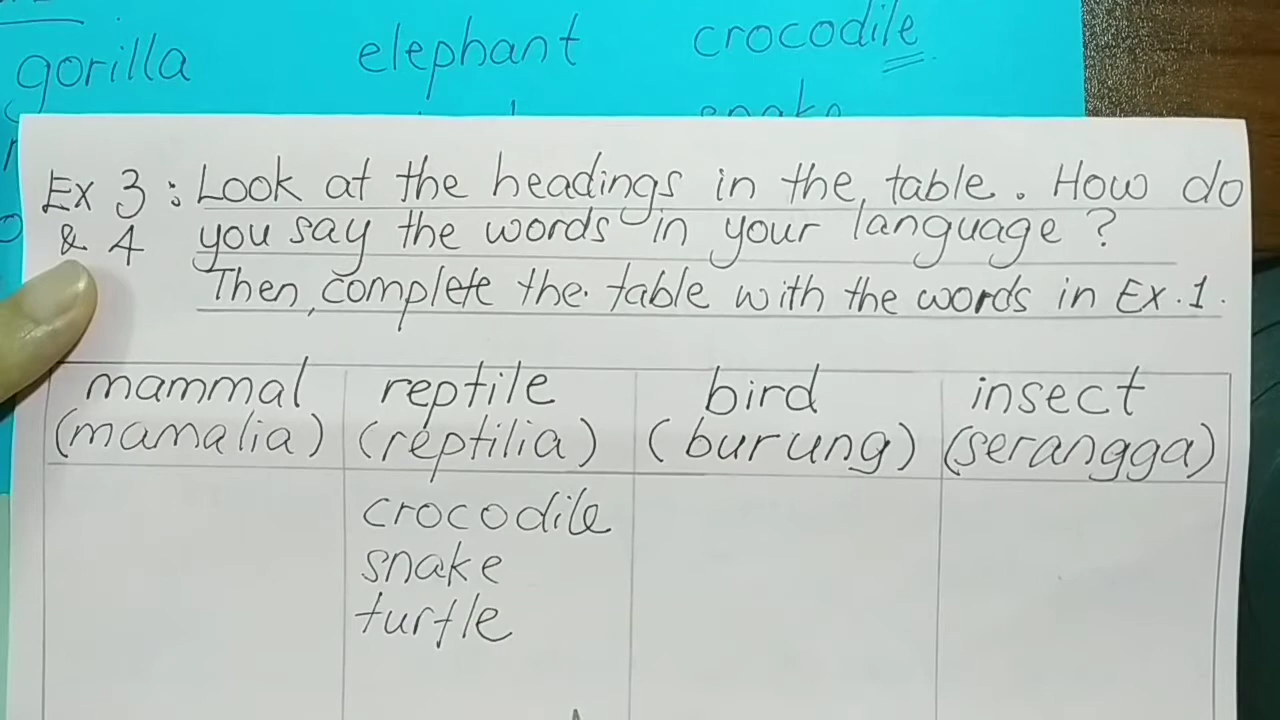 gorilla elephant crocodile
snake
Ex 3 : Look at the headings in the table. How do
& 4 you say the words in your language ?
Then, complete the table with the words in Ex. 1.
mammal reptile bird insect
(mamalia) (reptilia) (burung) (serangga)
crocodile
snake
turtle